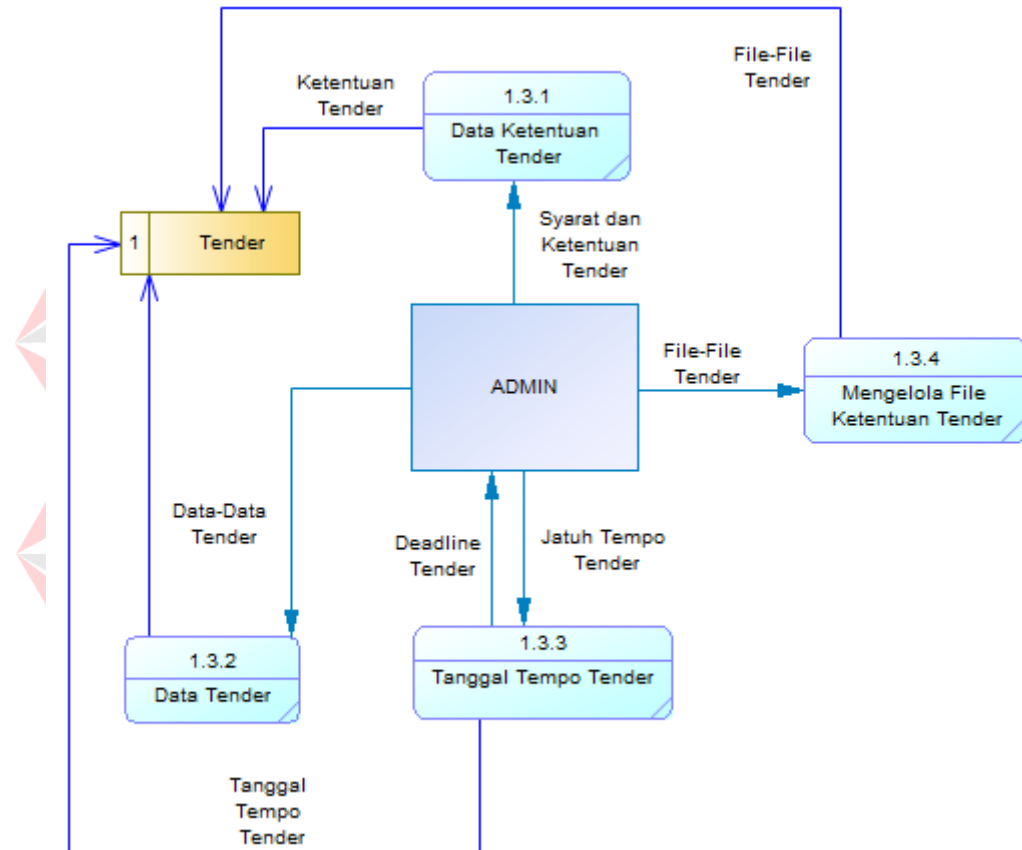 File-File
Tender
Ketentuan
Tender
1.3.1
Data Ketentuan
Tender
1
Tender
Syarat dan
Ketentuan
Tender
ADMIN
File-File
Tender
1.3.4
Mengelola File
Ketentuan Tender
Data-Data
Tender
Deadline
Tender
Jatuh Tempo
Tender
1.3.2
Data Tender
1.3.3
Tanggal Tempo Tender
Tanggal
Tempo
Tender